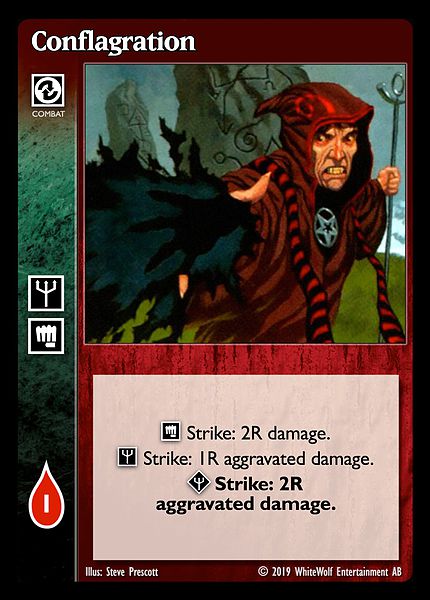 Conflagration
COMBAT
Strike: 2R damage.
Strike: 1R aggravated damage.
Strike: 2R
aggravated damage.
1
Illus: Steve Prescott © 2019 WhiteWolf Entertainment AB